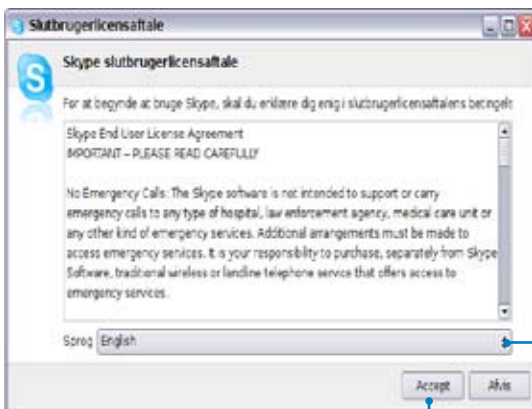 Slutbrugerlicensaftale
Skype slutbrugerlicensaftale
For at begynde at bruge Skype, skal du erklære dig enig i slutbrugerlicensaftalens betingels
Skype End User License Agreement
IMPORTANT – PLEASE READ CAREFULLY
No Emergency Calls: The Skype software is not intended to support or carry
emergency calls to any type of hospital, law enforcement agency, medical care unit or
any other kind of emergency services. Additional arrangements must be made to
access emergency services. It is your responsibility to purchase, separately from Skype
Software, traditional wireless or landline telephone service that offers access to
emergency services.
Sprog English
Accept Afvis